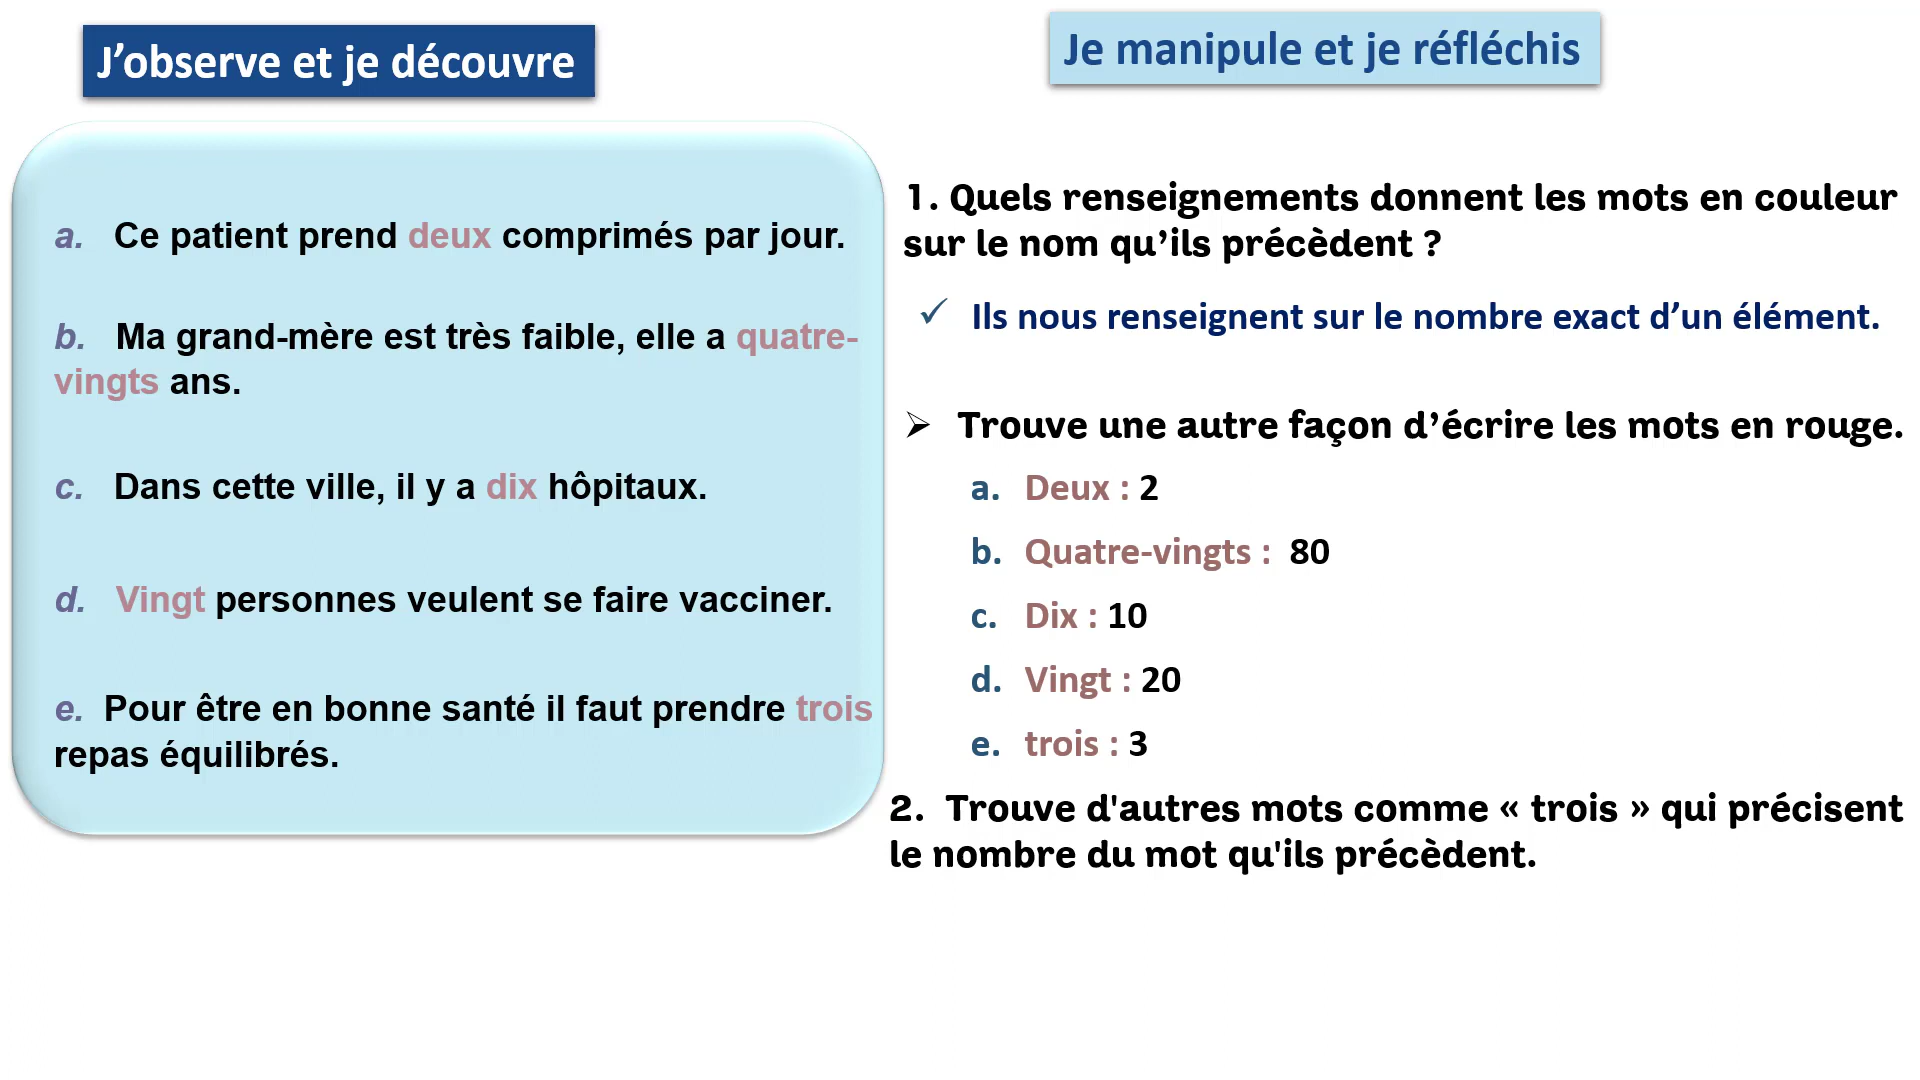 J’observe et je découvre
a. Ce patient prend deux comprimés par jour.
b. Ma grand-mère est très faible, elle a quatre-
vingts ans.
c. Dans cette ville, il y a dix hôpitaux.
d. Vingt personnes veulent se faire vacciner.
e. Pour être en bonne santé il faut prendre trois
repas équilibrés.
Je manipule et je réfléchis
1. Quels renseignements donnent les mots en couleur
sur le nom qu’ils précèdent ?
✓ Ils nous renseignent sur le nombre exact d’un élément.
➢ Trouve une autre façon d’écrire les mots en rouge.
a. Deux : 2
b. Quatre-vingts : 80
c. Dix : 10
d. Vingt : 20
e. trois : 3
2. Trouve d'autres mots comme « trois » qui précisent
le nombre du mot qu'ils précèdent.